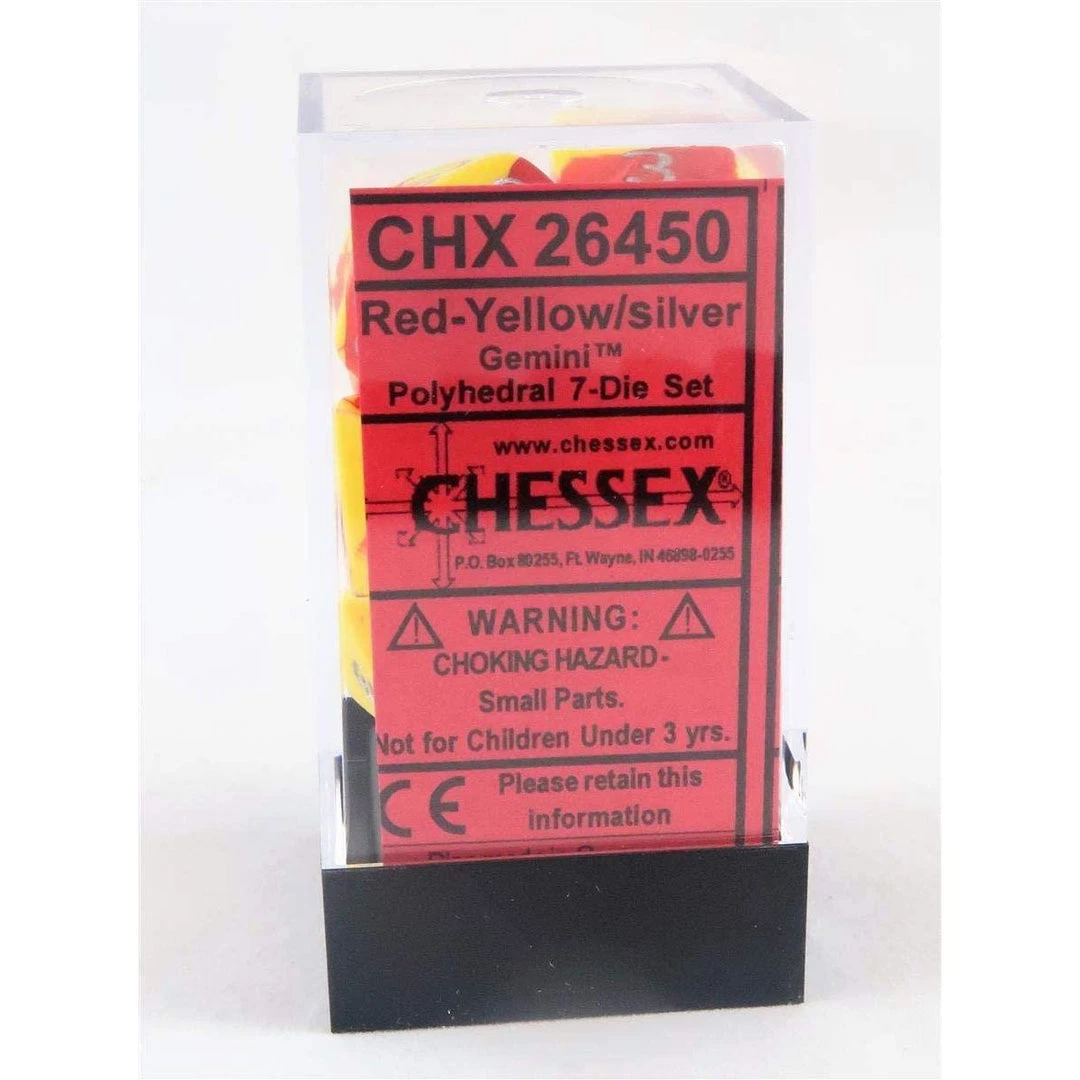 3
CHX 26450
Red-Yellow/silver
Gemini™
Polyhedral 7-Die Set
www.chessex.com
CHESSEX®
P.O. Box 80255, Ft. Wayne, IN 46898-0255
WARNING:
CHOKING HAZARD-
Small Parts.
Not for Children Under 3 yrs.
CE Please retain this
information